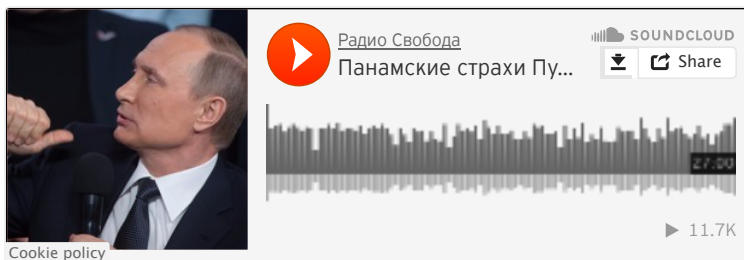 Радио Свобода
SOUNDCLOUD
Панамские страхи Пу...
Share
27:00
11.7K
Cookie policy